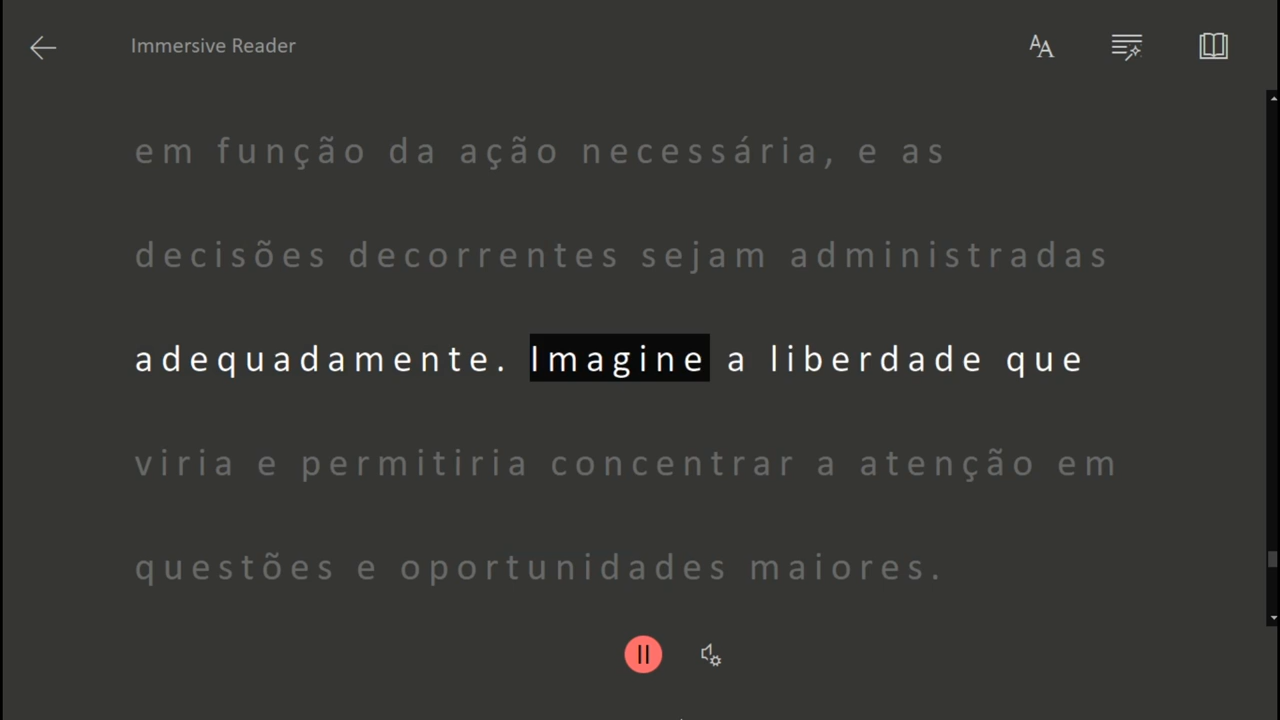 Immersive Reader
em função da ação necessária, e as
decisões decorrentes sejam administradas
adequadamente. Imagine a liberdade que
viria e permitiria concentrar a atenção em
questões e oportunidades maiores.